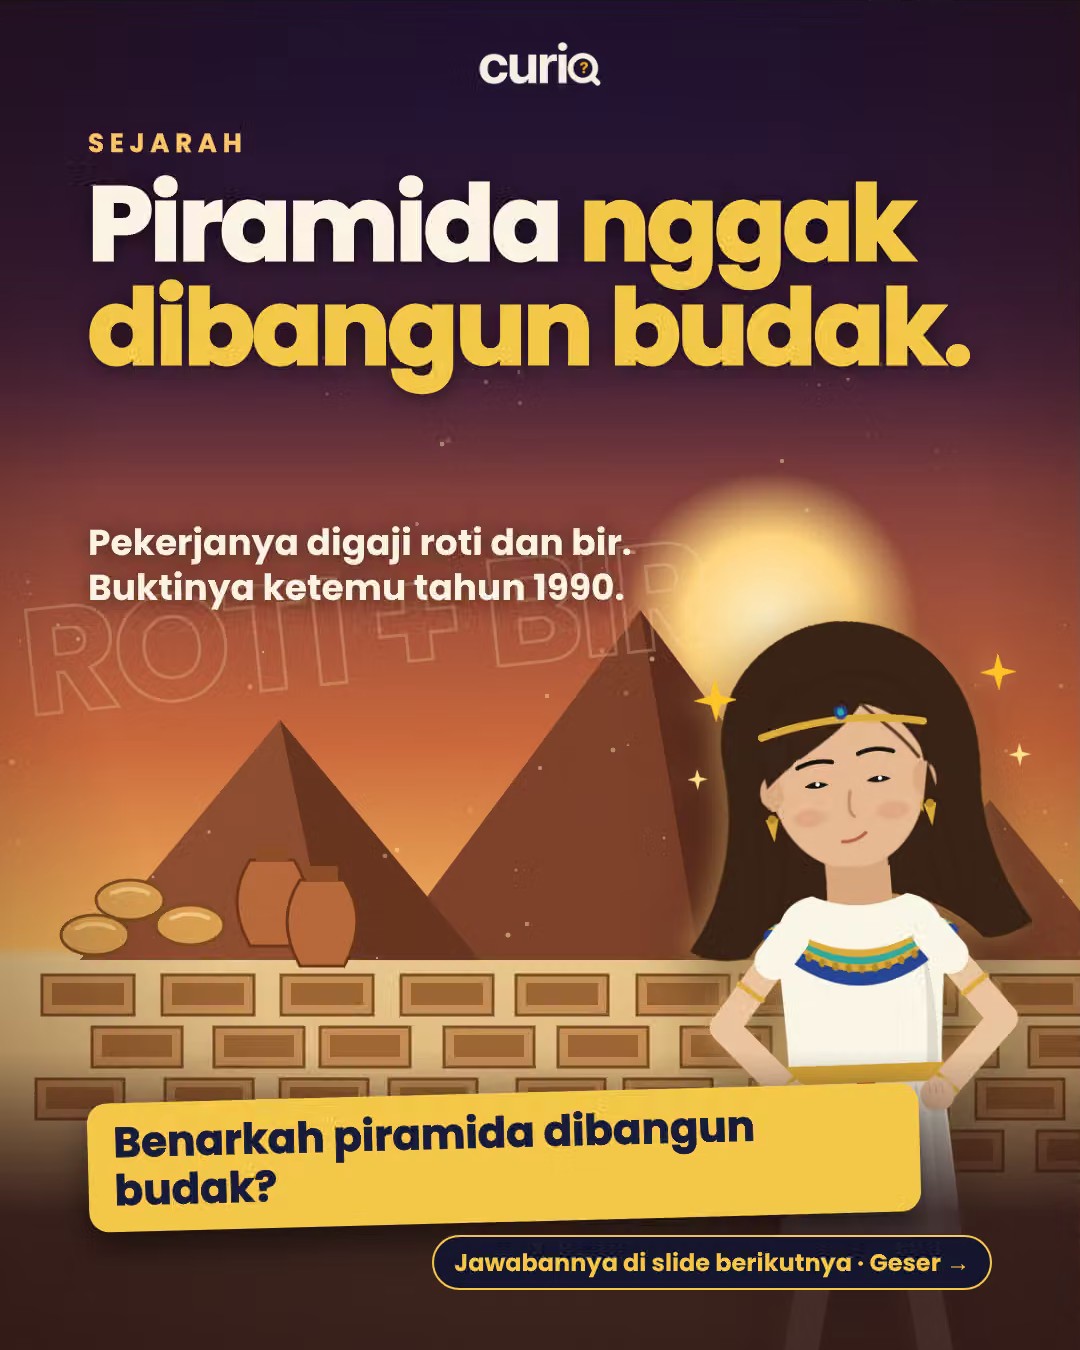 curiQ
SEJARAH
Piramida nggak
dibangun budak.
Pekerjanya digaji roti dan bir.
Buktinya ketemu tahun 1990.
ROTI + BIR
Benarkah piramida dibangun
budak?
Jawabannya di slide berikutnya · Geser →